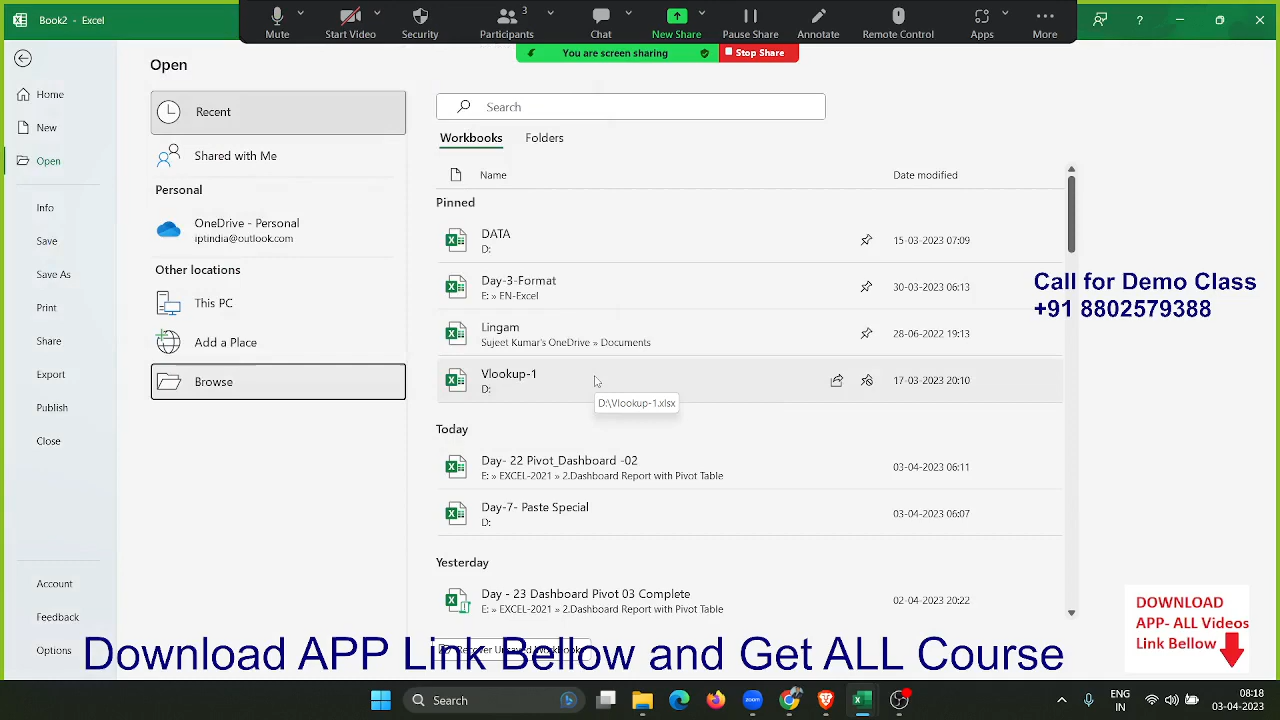 Book2 - Excel
Mute
Start Video
Security
3
Participants
Chat
New Share
Pause Share
Annotate
Remote Control
Apps
More
?
You are screen sharing
Stop Share
Open
Home
New
Open
Info
Save
Save As
Print
Share
Export
Publish
Close
Account
Feedback
Options
Recent
Shared with Me
Personal
OneDrive - Personal
iptindia@outlook.com
Other locations
This PC
Add a Place
Browse
Search
Workbooks
Folders
Name
Date modified
Pinned
DATA
D:
15-03-2023 07:09
Day-3-Format
E: » EN-Excel
30-03-2023 06:13
Lingam
Sujeet Kumar's OneDrive » Documents
28-06-2022 19:13
Vlookup-1
D:
17-03-2023 20:10
D:\Vlookup-1.xlsx
Today
Day- 22 Pivot_Dashboard -02
E: » EXCEL-2021 » 2.Dashboard Report with Pivot Table
03-04-2023 06:11
Day-7- Paste Special
D:
03-04-2023 06:07
Yesterday
Day - 23 Dashboard Pivot 03 Complete
E: » EXCEL-2021 » 2.Dashboard Report with Pivot Table
02-04-2023 20:22
Recover Unsaved Workbooks
Call for Demo Class
+91 8802579388
DOWNLOAD
APP- ALL Videos
Link Bellow
Download APP Link Bellow and Get ALL Course
Search
zoom
ENG
IN
08:18
03-04-2023